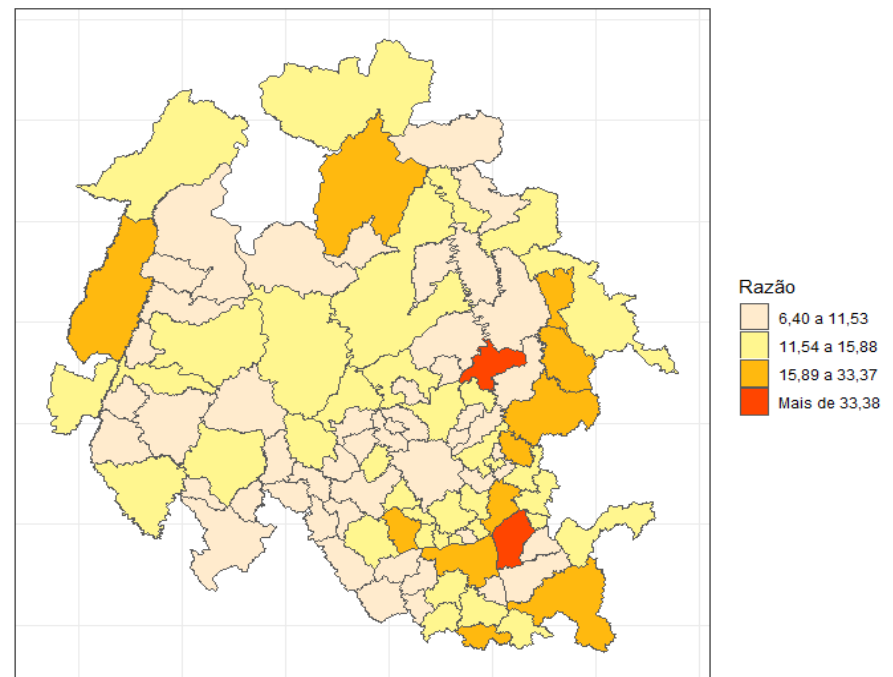 Razão
6,40 a 11,53
11,54 a 15,88
15,89 a 33,37
Mais de 33,38